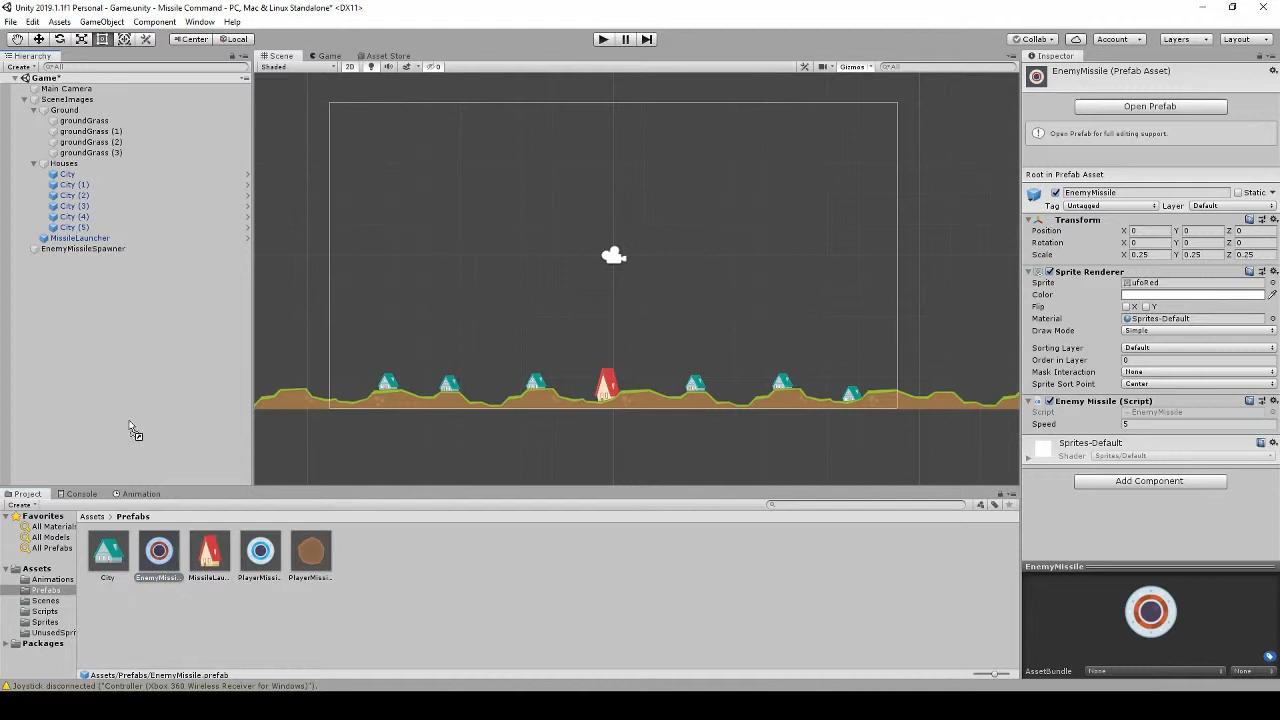 Unity 2019.1.1f1 Personal - Game.unity - Missile Command - PC, Mac & Linux Standalone* <DX11>
File Edit Assets GameObject Component Window Help
Center Local Collab Account Layers Layout
Hierarchy Scene Game Asset Store Inspector
Create All Shaded 2D 0 Gizmos All
Game*
Main Camera
SceneImages
Ground
groundGrass
groundGrass (1)
groundGrass (2)
groundGrass (3)
Houses
City
City (1)
City (2)
City (3)
City (4)
City (5)
MissileLauncher
EnemyMissileSpawner
EnemyMissile (Prefab Asset)
Open Prefab
Open Prefab for full editing support.
Root in Prefab Asset
EnemyMissile Static
Tag Untagged Layer Default
Transform
Position X 0 Y 0 Z 0
Rotation X 0 Y 0 Z 0
Scale X 0.25 Y 0.25 Z 0.25
Sprite Renderer
Sprite ufoRed
Color
Flip X Y
Material Sprites-Default
Draw Mode Simple
Sorting Layer Default
Order in Layer 0
Mask Interaction None
Sprite Sort Point Center
Enemy Missile (Script)
Script EnemyMissile
Speed 5
Sprites-Default
Shader Sprites/Default
Add Component
Project Console Animation
Create
Favorites
All Materials
All Models
All Prefabs
Assets
Animations
Prefabs
Scenes
Scripts
Sprites
UnusedSpri
Packages
Assets Prefabs
City EnemyMissi... MissileLau... PlayerMissi... PlayerMissi...
Assets/Prefabs/EnemyMissile.prefab
EnemyMissile
AssetBundle None None
Joystick disconnected ("Controller (Xbox 360 Wireless Receiver for Windows)").